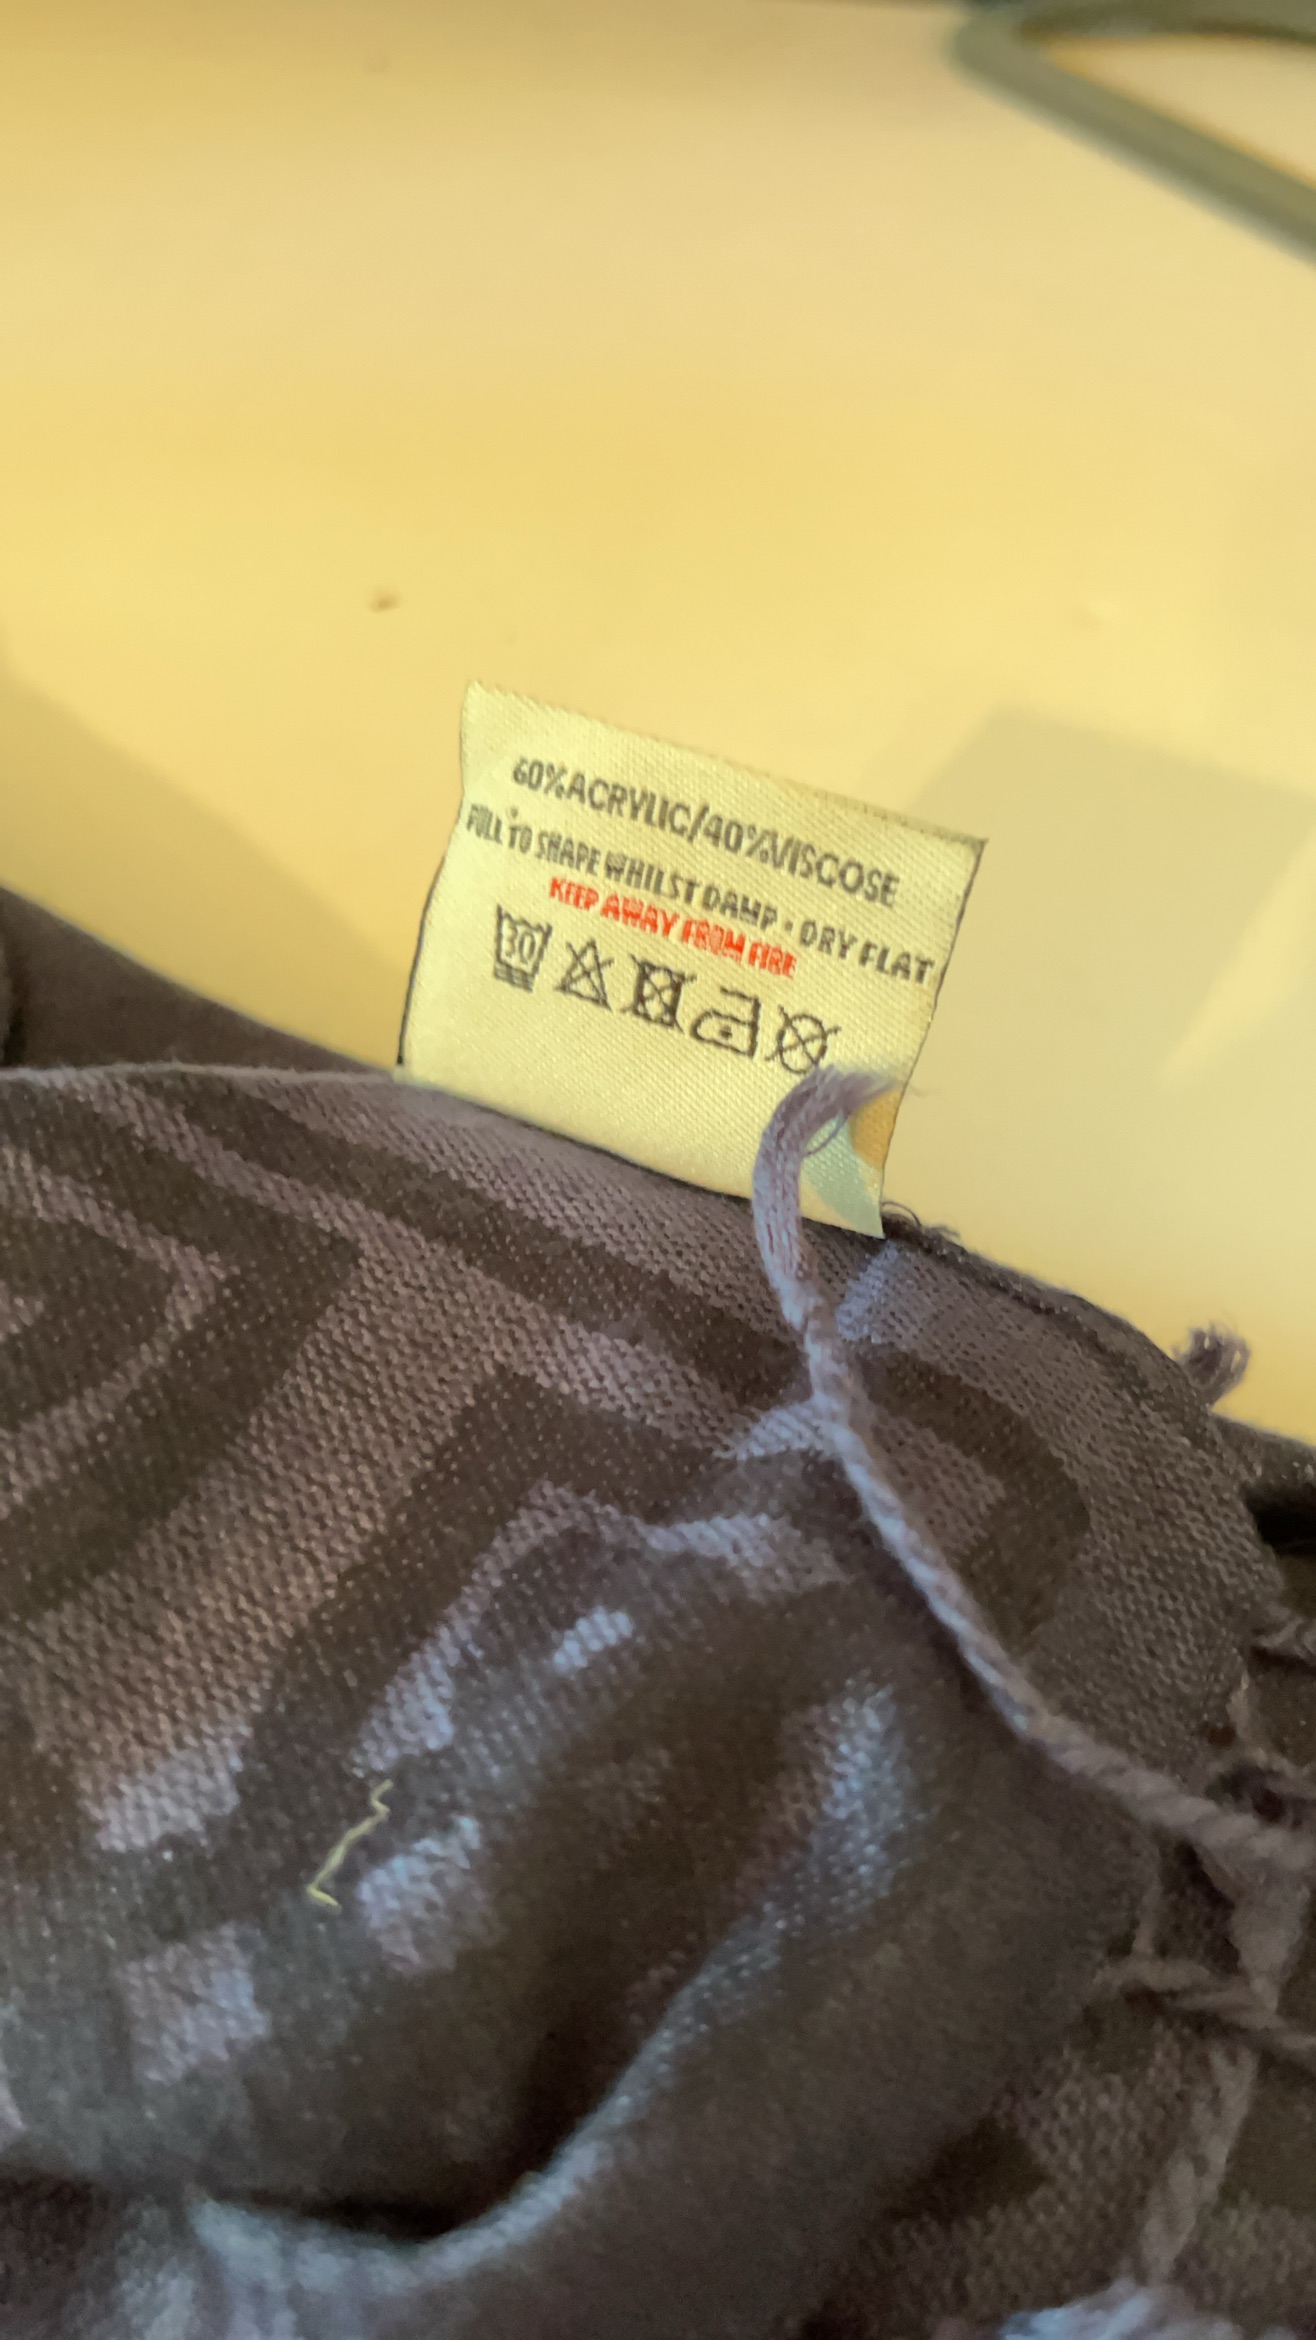 60%ACRYLIC/40%VISCOSE
PULL TO SHAPE WHILST DAMP - DRY FLAT
KEEP AWAY FROM FIRE
30